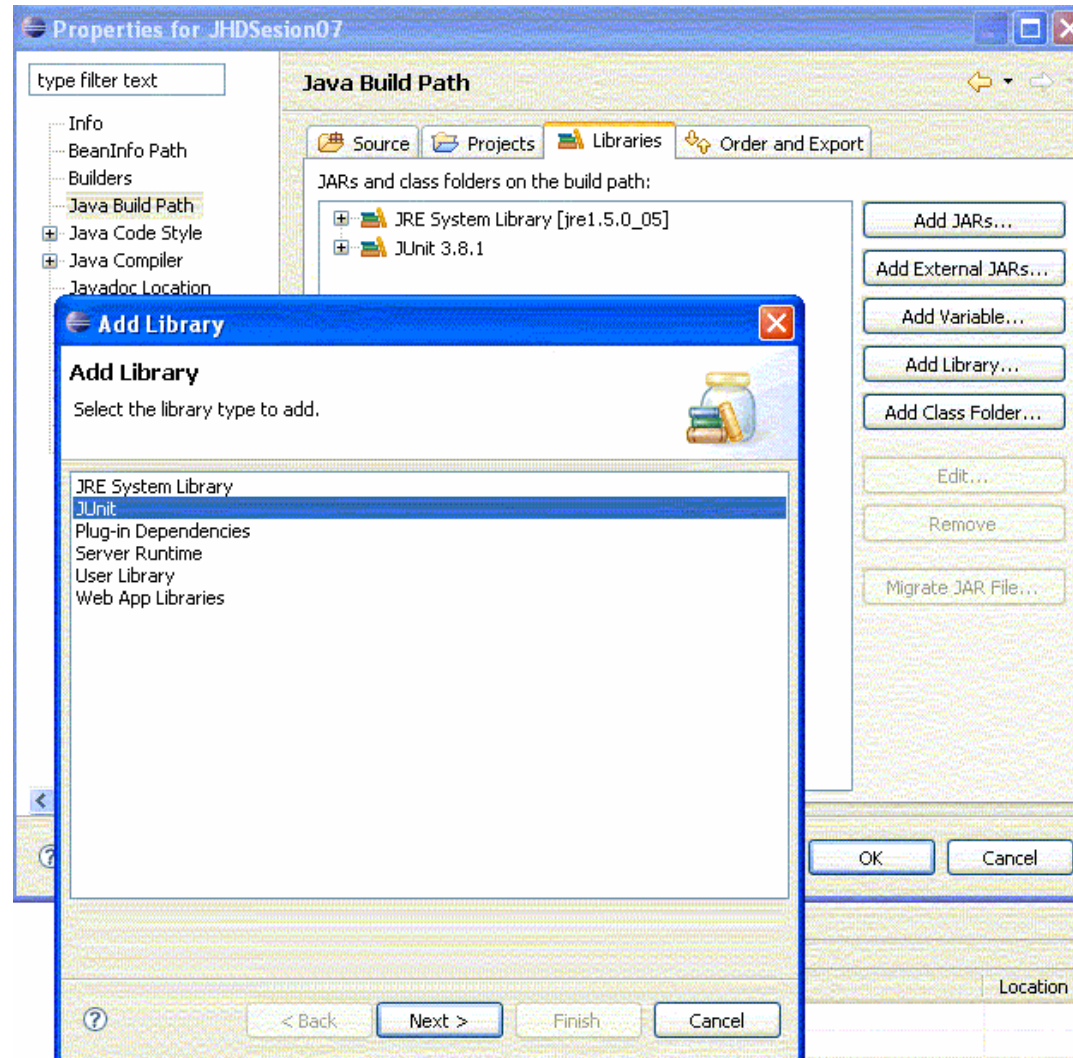 Properties for JHDSesion07
type filter text
Info
BeanInfo Path
Builders
Java Build Path
Java Code Style
Java Compiler
Javadoc Location
Java Build Path
Source
Projects
Libraries
Order and Export
JARs and class folders on the build path:
JRE System Library [jre1.5.0_05]
JUnit 3.8.1
Add JARs...
Add External JARs...
Add Variable...
Add Library...
Add Class Folder...
Edit...
Remove
Migrate JAR File...
OK
Cancel
Location
Add Library
Add Library
Select the library type to add.
JRE System Library
JUnit
Plug-in Dependencies
Server Runtime
User Library
Web App Libraries
?
< Back
Next >
Finish
Cancel